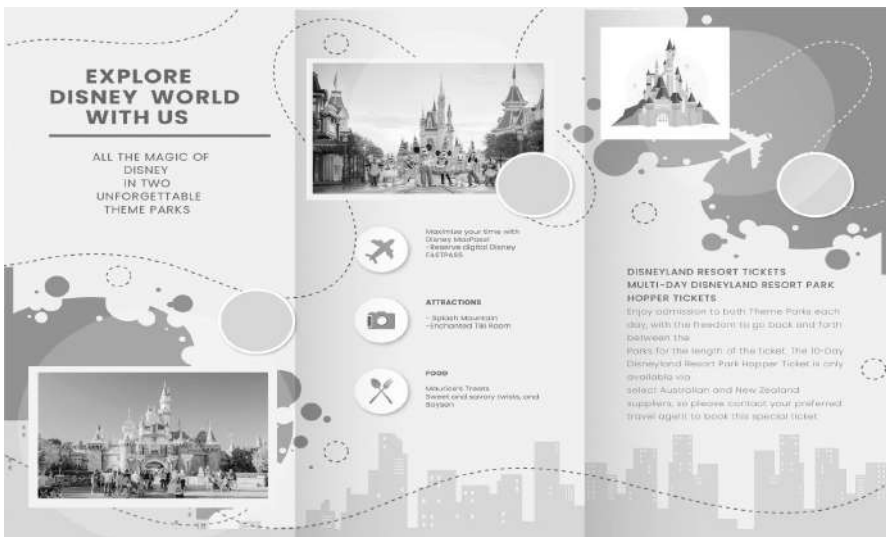 EXPLORE
DISNEY WORLD
WITH US
ALL THE MAGIC OF
DISNEY
IN TWO
UNFORGETTABLE
THEME PARKS
Maximize your time with
Disney MaxPass!
-Reserve digital Disney
FASTPASS
ATTRACTIONS
- Splash Mountain
-Enchanted Tiki Room
FOOD
Maurice's Treats
Sweet and savory twists, and
DISNEYLAND RESORT TICKETS
MULTI-DAY DISNEYLAND RESORT PARK
HOPPER TICKETS
Enjoy admission to both Theme Parks each
day, with the freedom to go back and forth
between the
Parks for the length of the ticket. The 10-Day
Disneyland Resort Park Hopper Ticket is only
available via
select Australian and New Zealand
suppliers, so please contact your preferred
travel agent to book this special ticket